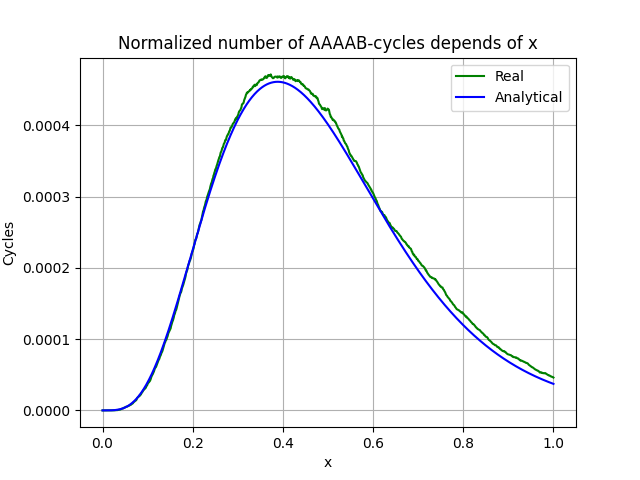 Normalized number of AAAAB-cycles depends of x
Real
Analytical
Cycles
0.0004
0.0003
0.0002
0.0001
0.0000
0.0 0.2 0.4 0.6 0.8 1.0
x